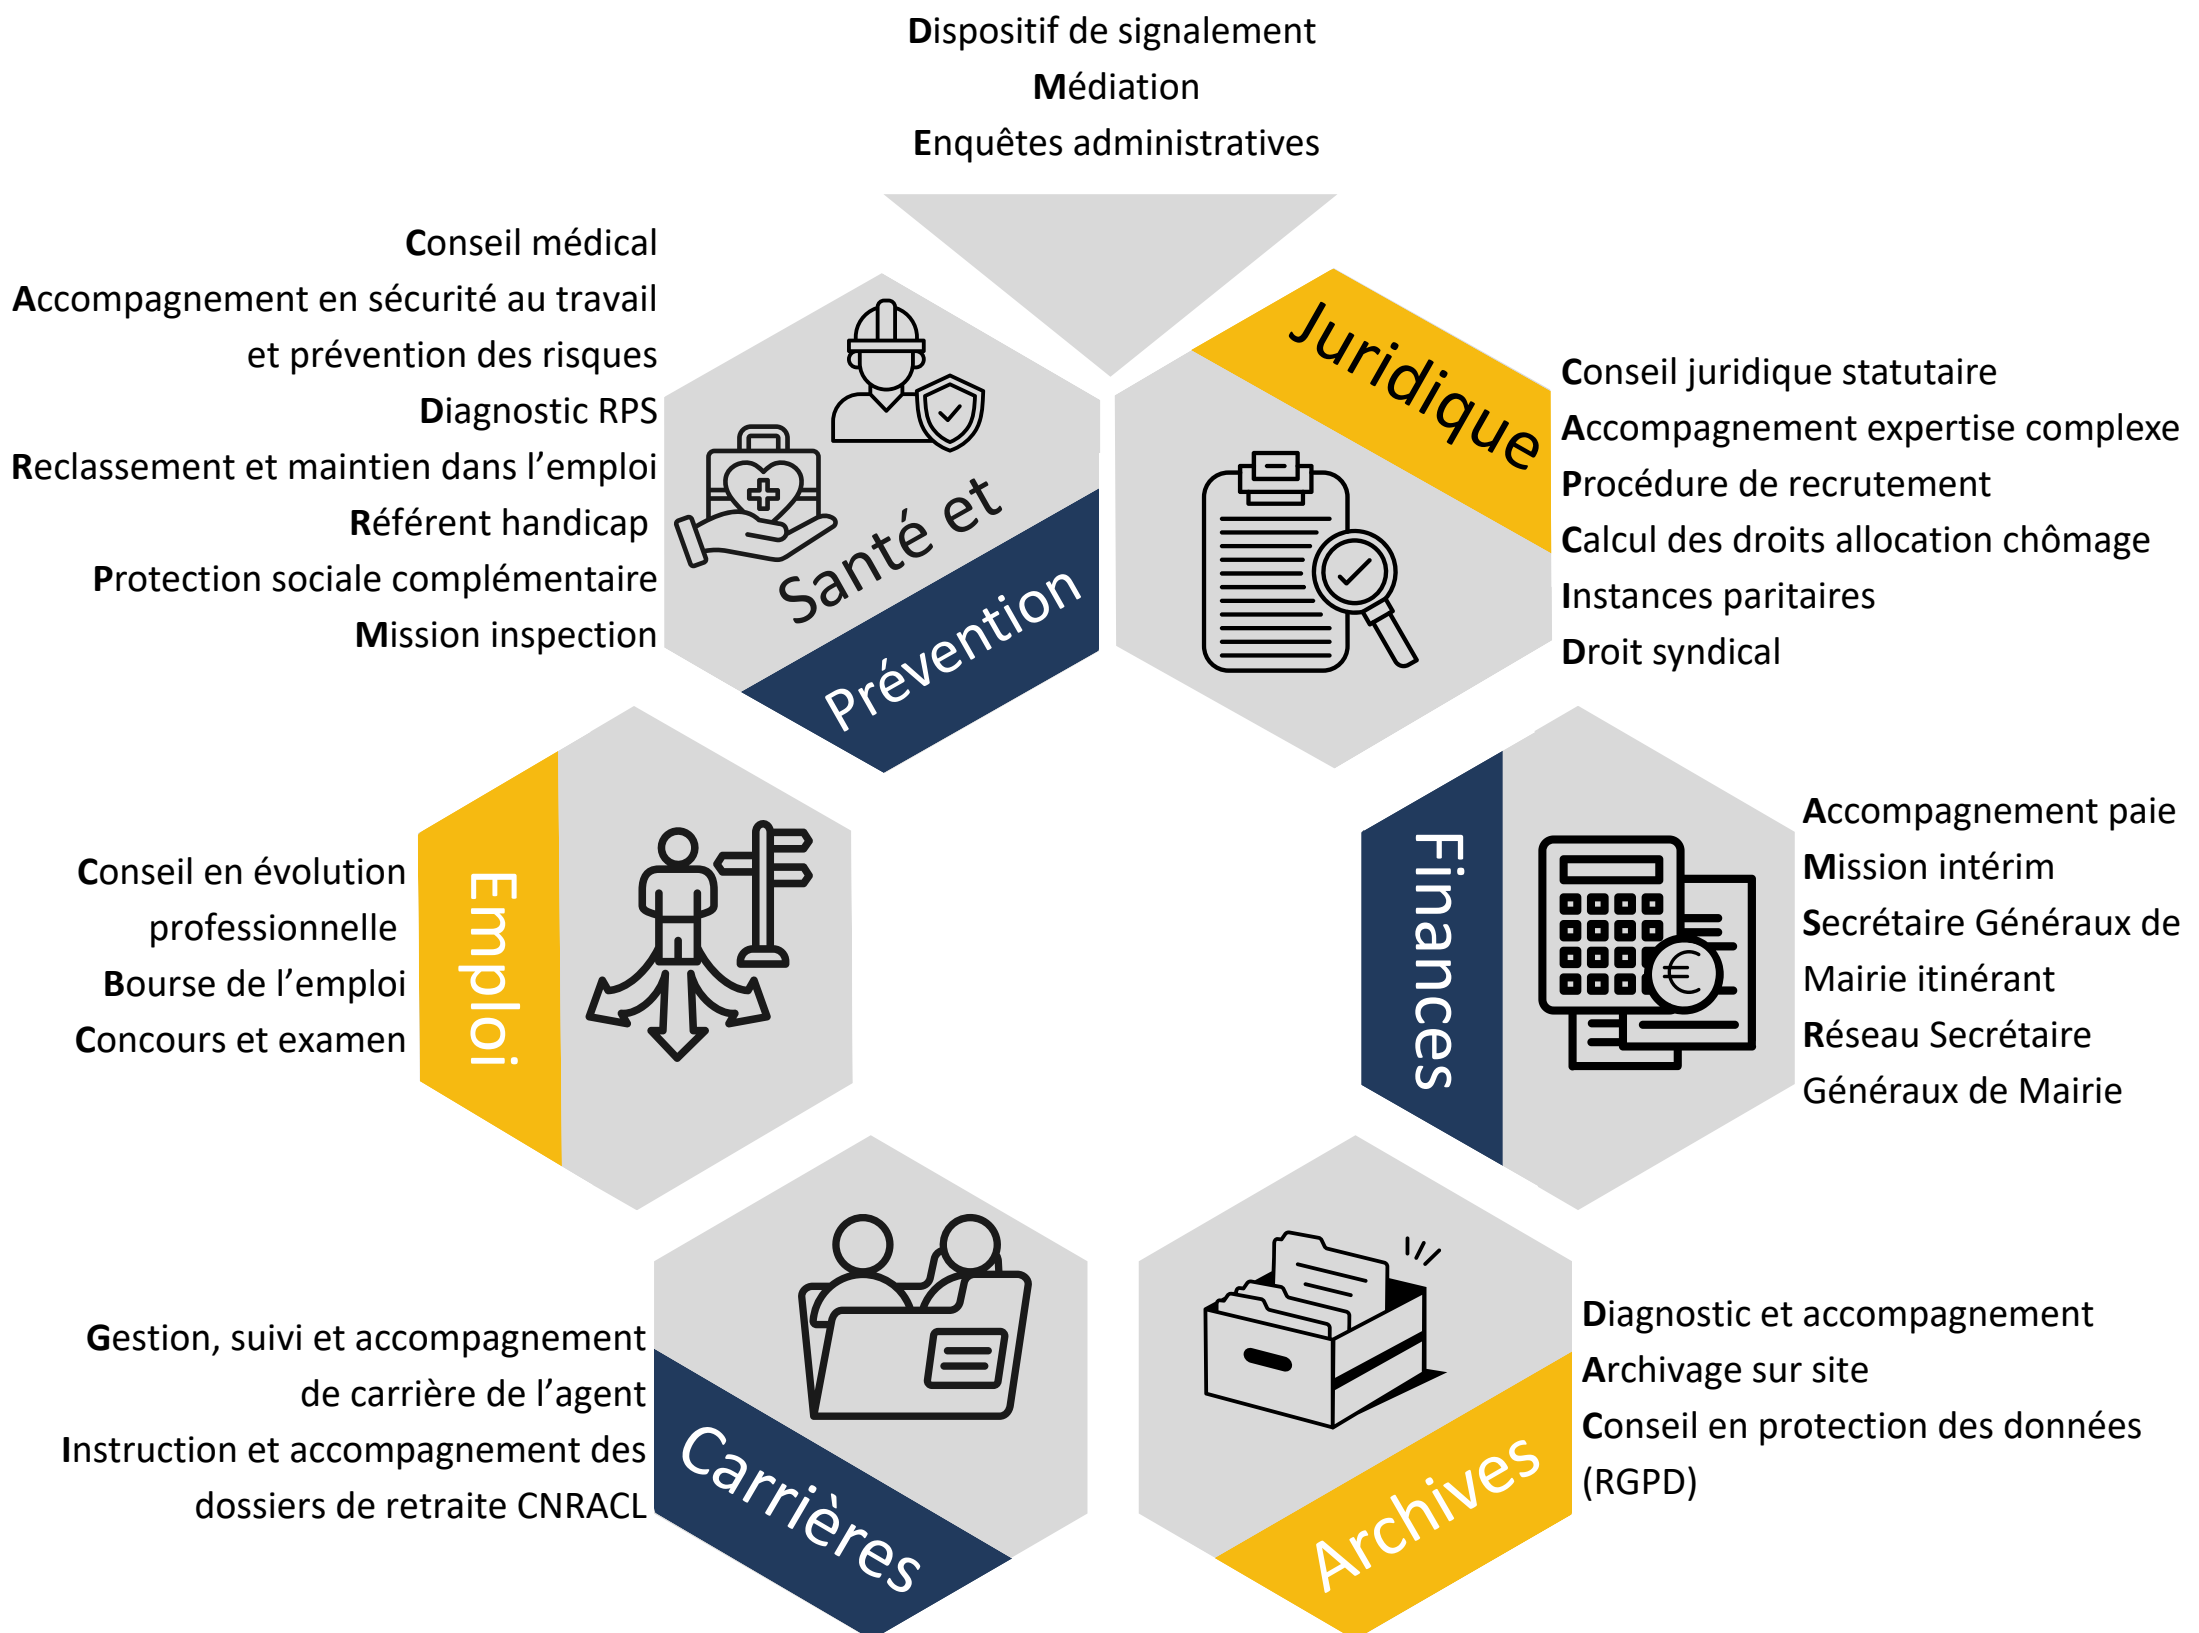 Dispositif de signalement
Médiation
Enquêtes administratives
Conseil médical
Accompagnement en sécurité au travail
et prévention des risques
Diagnostic RPS
Reclassement et maintien dans l’emploi
Référent handicap
Protection sociale complémentaire
Mission inspection
Santé et
Prévention
Juridique
Conseil juridique statutaire
Accompagnement expertise complexe
Procédure de recrutement
Calcul des droits allocation chômage
Instances paritaires
Droit syndical
Conseil en évolution
professionnelle
Bourse de l’emploi
Concours et examen
Emploi
Finances
€
Accompagnement paie
Mission intérim
Secrétaire Généraux de
Mairie itinérant
Réseau Secrétaire
Généraux de Mairie
Gestion, suivi et accompagnement
de carrière de l’agent
Instruction et accompagnement des
dossiers de retraite CNRACL
Carrières
Archives
Diagnostic et accompagnement
Archivage sur site
Conseil en protection des données
(RGPD)